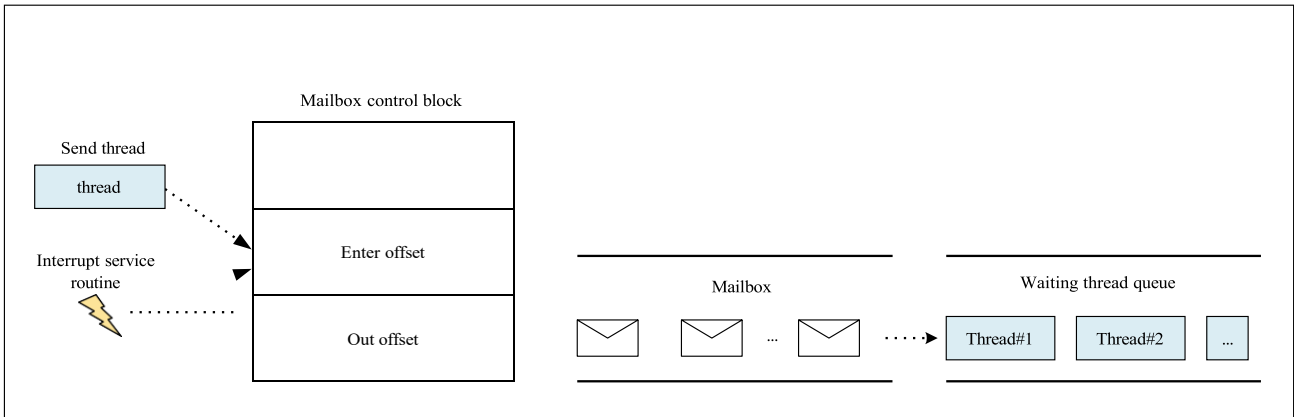 Mailbox control block
Send thread
thread
Enter offset
Interrupt service
routine
Out offset
Mailbox
...
Waiting thread queue
Thread#1
Thread#2
...